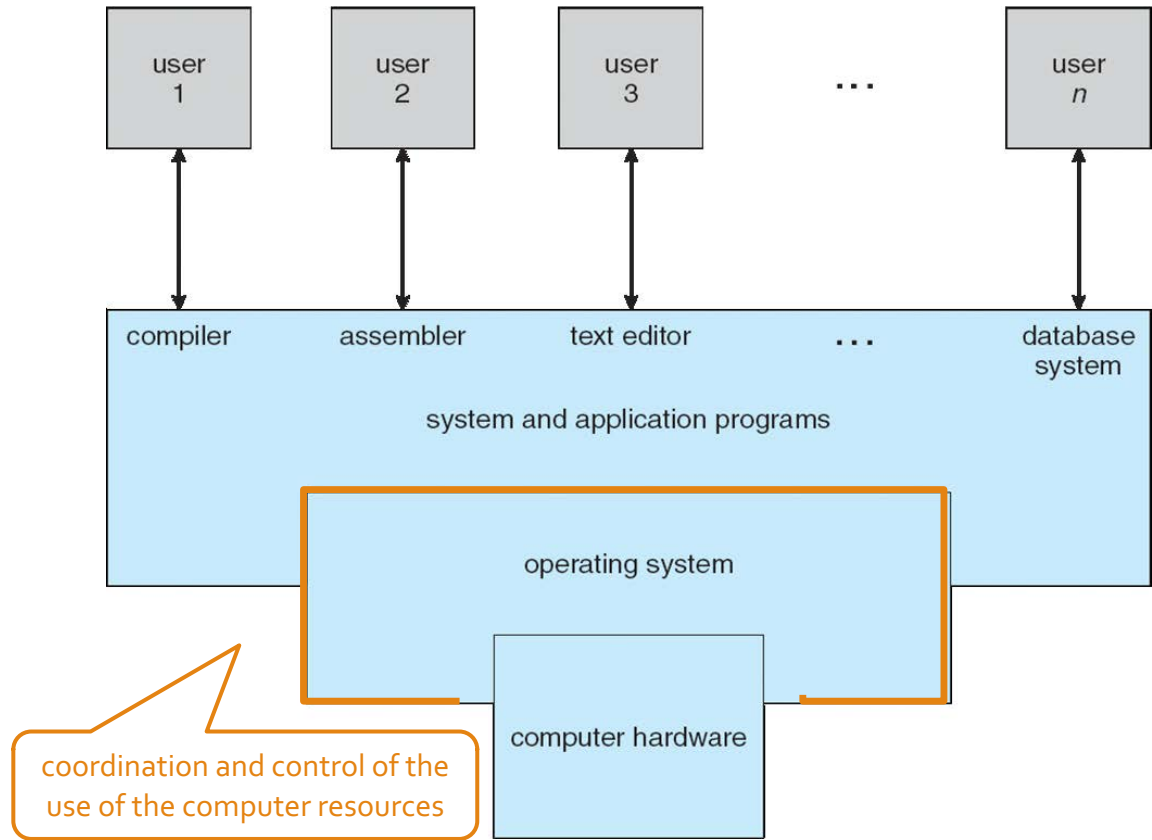 user
1
user
2
user
3
...
user
n
compiler
assembler
text editor
...
database
system
system and application programs
operating system
computer hardware
coordination and control of the
use of the computer resources